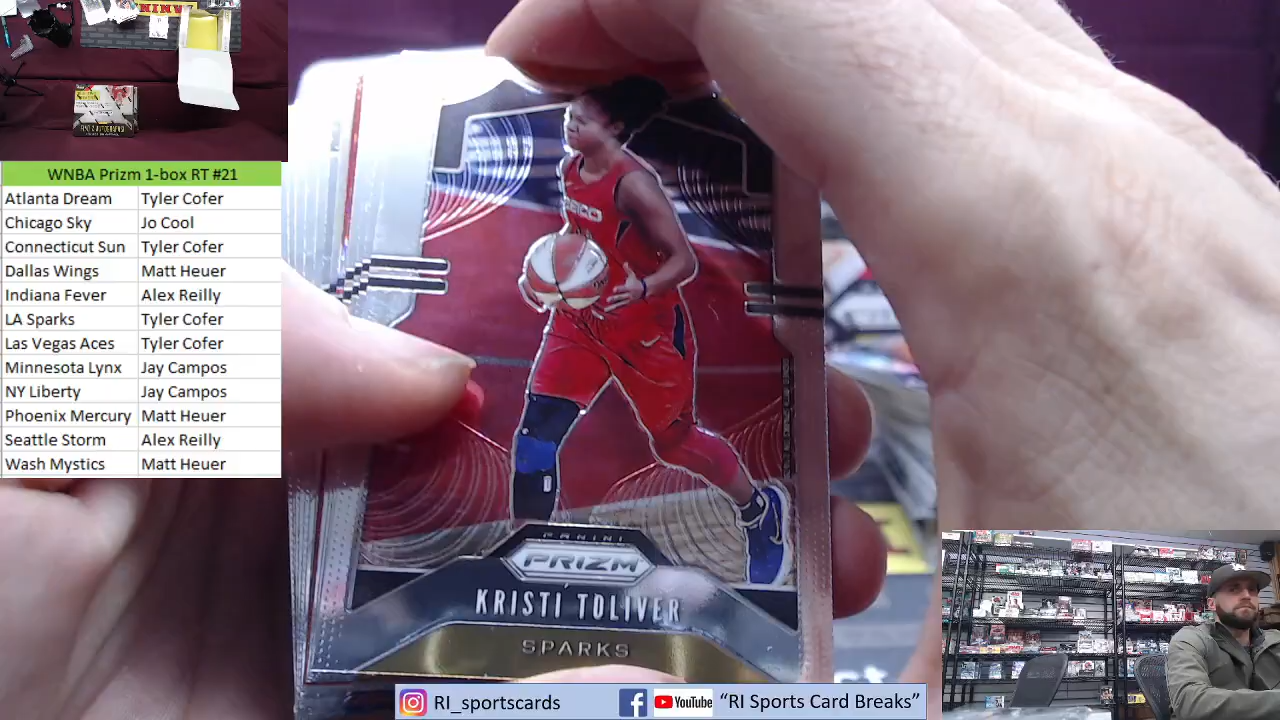 WNBA Prizm 1-box RT #21
Atlanta Dream Tyler Cofer
Chicago Sky Jo Cool
Connecticut Sun Tyler Cofer
Dallas Wings Matt Heuer
Indiana Fever Alex Reilly
LA Sparks Tyler Cofer
Las Vegas Aces Tyler Cofer
Minnesota Lynx Jay Campos
NY Liberty Jay Campos
Phoenix Mercury Matt Heuer
Seattle Storm Alex Reilly
Wash Mystics Matt Heuer
PANINI
PRIZM
KRISTI TOLIVER
SPARKS
RI_sportscards YouTube "RI Sports Card Breaks"